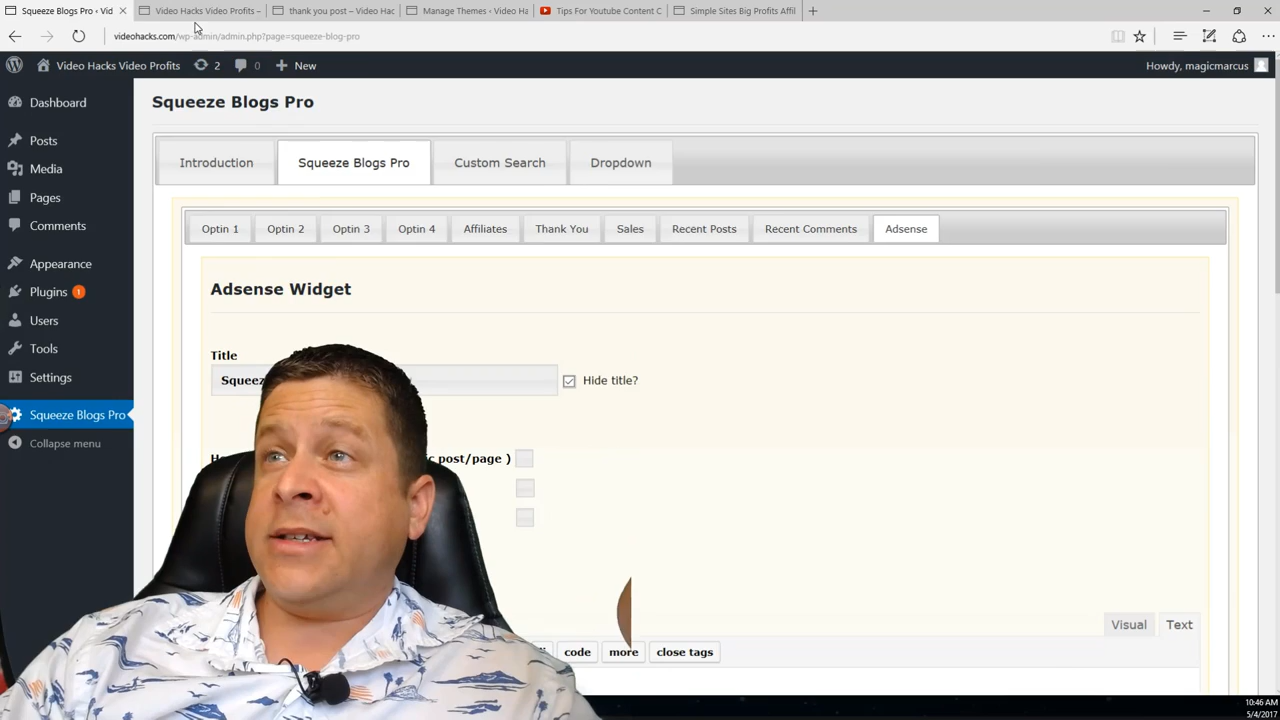 Squeeze Blogs Pro ‹ Vid
Video Hacks Video Profits –
thank you post – Video Hac
Manage Themes ‹ Video Ha
Tips For Youtube Content C
Simple Sites Big Profits Affil
videohacks.com/wp-admin/admin.php?page=squeeze-blog-pro
Video Hacks Video Profits 2 0 New Howdy, magicmarcus
Dashboard
Posts
Media
Pages
Comments
Appearance
Plugins 1
Users
Tools
Settings
Squeeze Blogs Pro
Collapse menu
Squeeze Blogs Pro
Introduction Squeeze Blogs Pro Custom Search Dropdown
Optin 1 Optin 2 Optin 3 Optin 4 Affiliates Thank You Sales Recent Posts Recent Comments Adsense
Adsense Widget
Title
Hide title?
post/page )
Visual Text
code more close tags
10:46 AM
5/4/2017